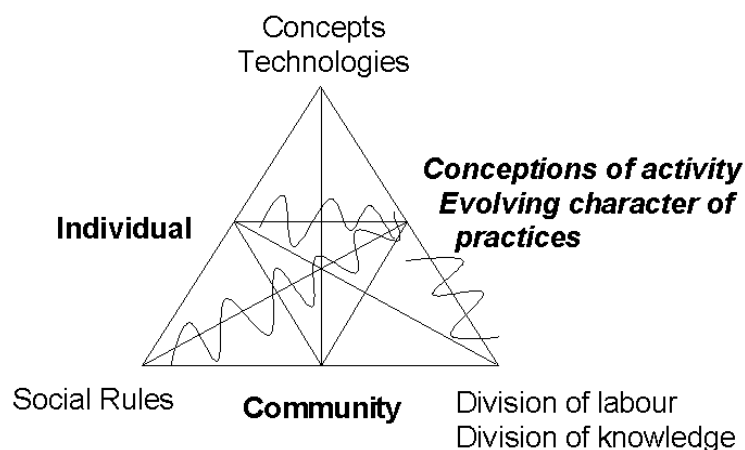 Concepts
Technologies
Conceptions of activity
Evolving character of
practices
Individual
Social Rules
Community
Division of labour
Division of knowledge